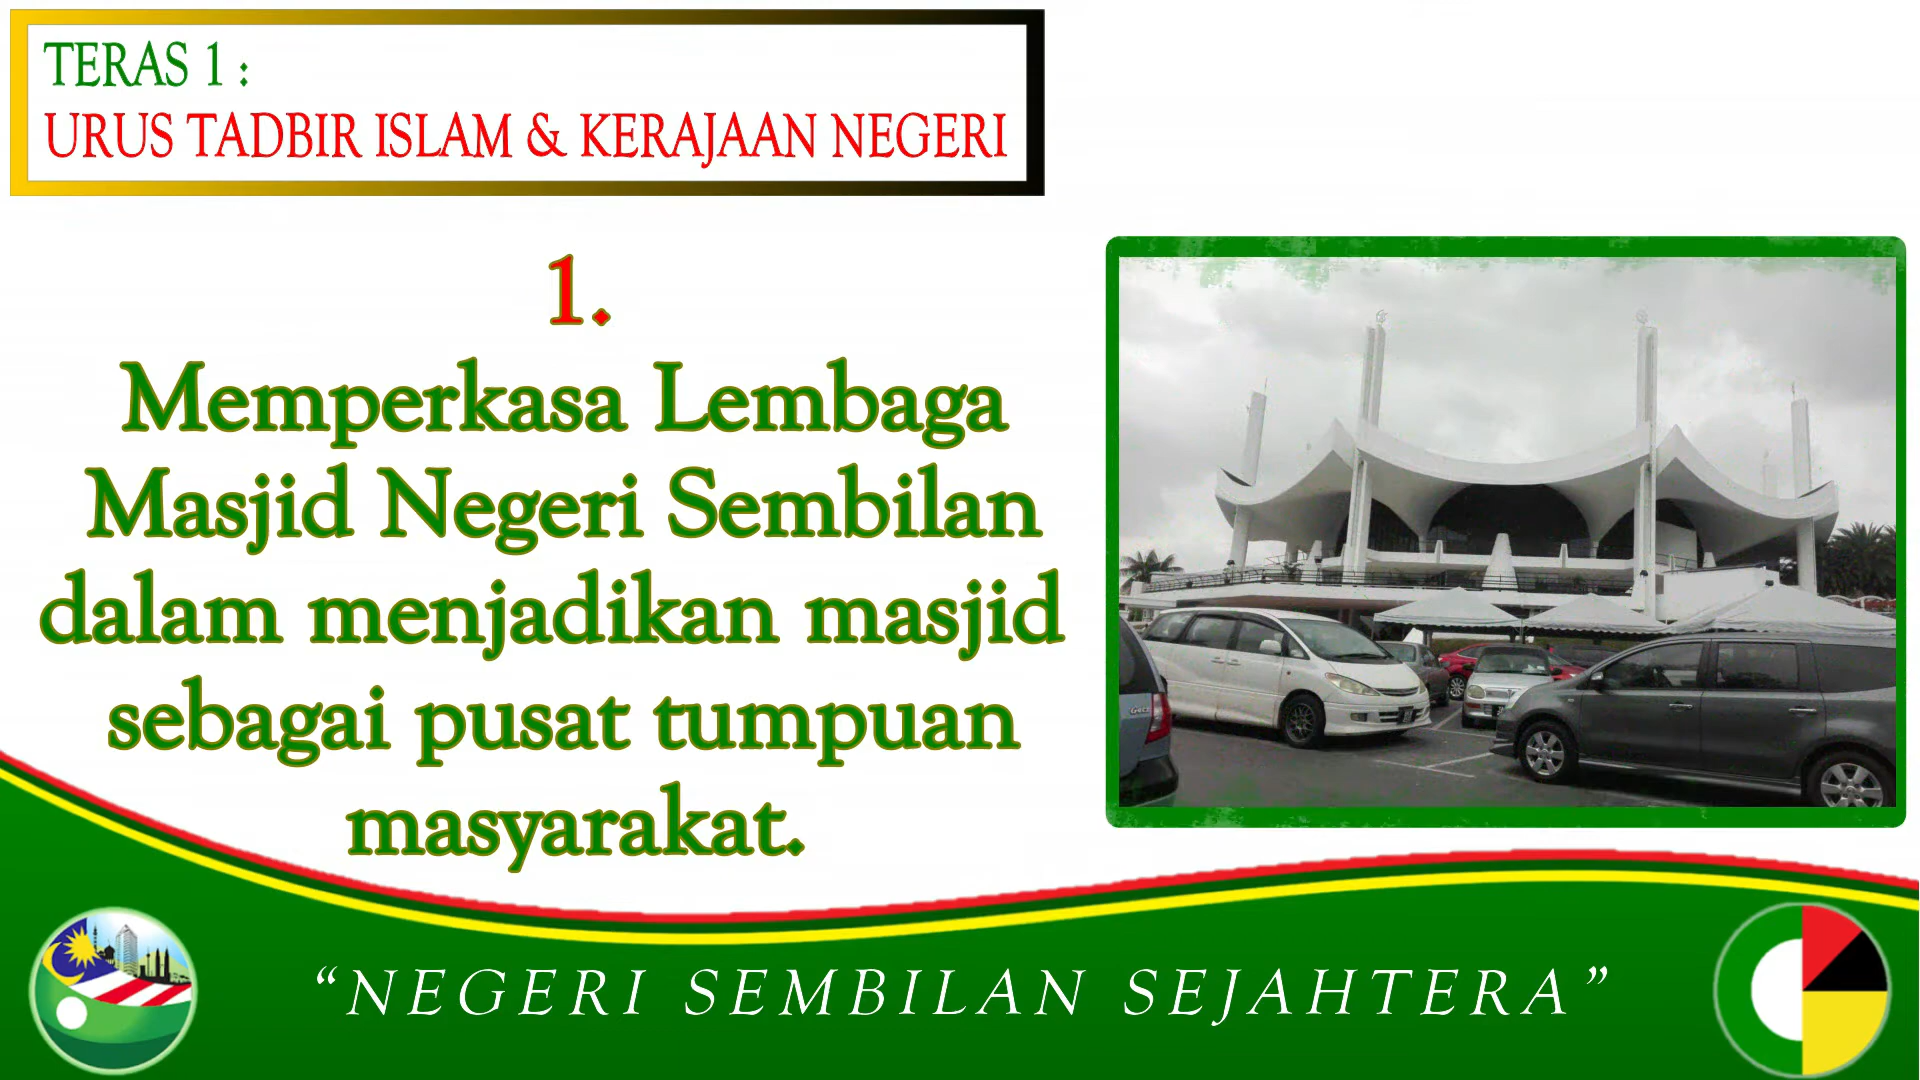 TERAS 1 :
URUS TADBIR ISLAM & KERAJAAN NEGERI
1.
Memperkasa Lembaga
Masjid Negeri Sembilan
dalam menjadikan masjid
sebagai pusat tumpuan
masyarakat.
“NEGERI SEMBILAN SEJAHTERA”